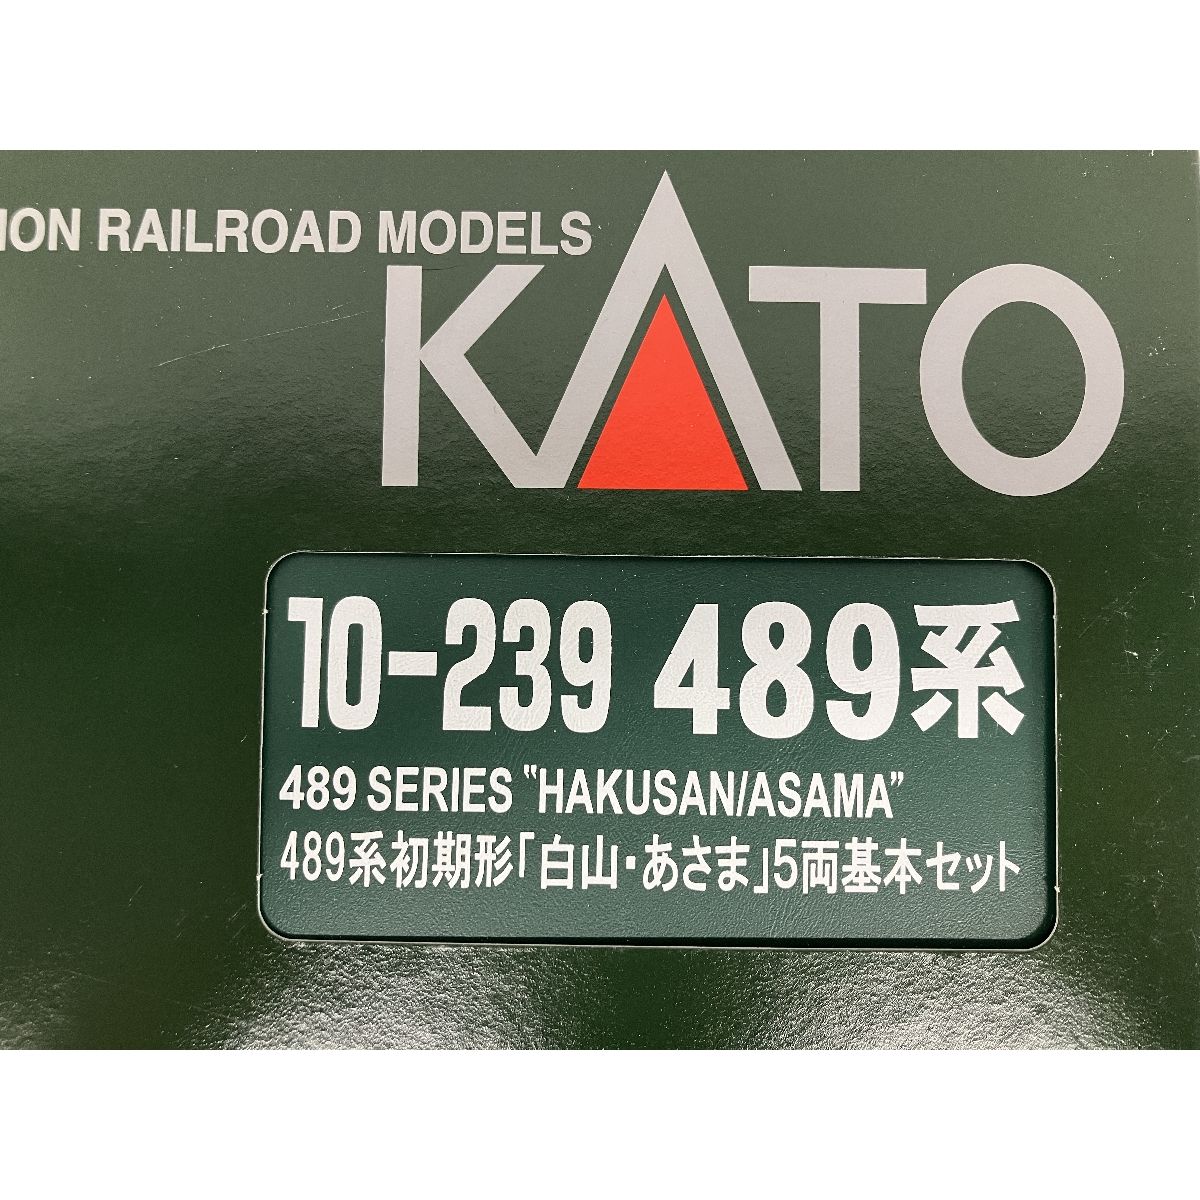 RAILROAD MODELS
KATO
10-239 489系
489 SERIES "HAKUSAN/ASAMA"
489系初期形「白山・あさま」5両基本セット